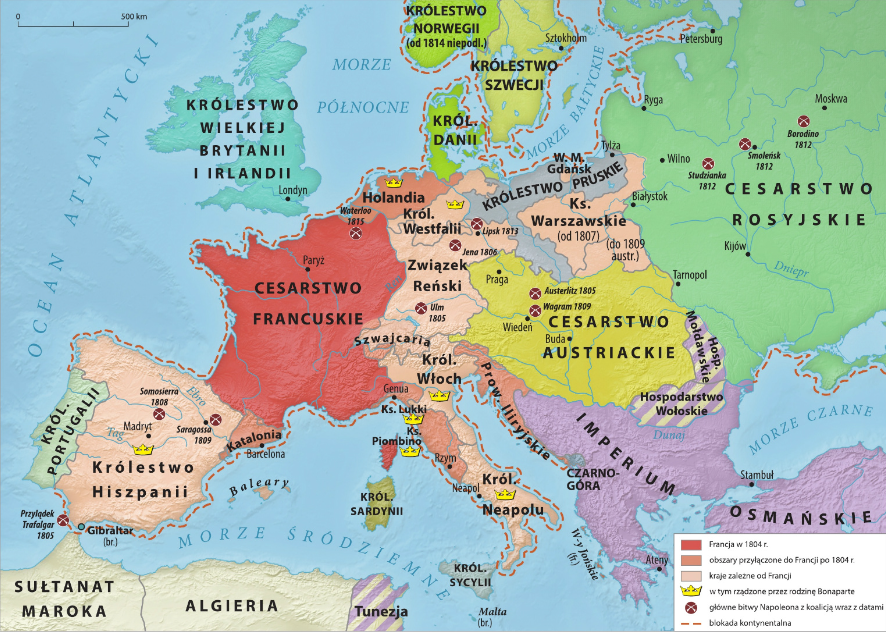 0
500 km
KRÓLESTWO
NORWEGII
(od 1814 niepodl.)
Sztokholm
Petersburg
KRÓLESTWO
SZWECJI
MORZE
PÓŁNOCNE
OCEAN ATLANTYCKI
KRÓLESTWO
WIELKIEJ
BRYTANII
I IRLANDII
Londyn
KRÓL.
DANII
MORZE BAŁTYCKIE
Ryga
Moskwa
Borodino
1812
Smoleńsk
1812
Studzianka
1812
Wilno
Tylża
W. M.
Gdańsk
KRÓLESTWO PRUSKIE
Białystok
CESARSTWO
ROSYJSKIE
Holandia
Waterloo
1815
Król.
Westfalii
Lipsk 1813
Jena 1806
Ks.
Warszawskie
(od 1807)
(do 1809
austr.)
Kijów
Dniepr
Paryż
CESARSTWO
FRANCUSKIE
Związek
Reński
Praga
Tarnopol
Austerlitz 1805
Wagram 1809
Ulm
1805
Wiedeń
CESARSTWO
AUSTRIACKIE
Buda
Szwajcaria
Król.
Włoch
Hosp.
Mołdawskie
Hospodarstwo
Wołoskie
Dunaj
MORZE CZARNE
Prow. Iliryjskie
Genua
Ks. Lukki
Ks.
Piombino
KRÓL.
PORTUGALII
Somosierra
1808
Ebro
Madryt
Tag
Saragossa
1809
Katalonia
Barcelona
Królestwo
Hiszpanii
Baleary
Rzym
Neapol
Król.
Neapolu
CZARNO-
GÓRA
IMPERIUM
OSMAŃSKIE
Stambuł
Przylądek
Trafalgar
1805
Gibraltar
(br.)
MORZE ŚRÓDZIEMNE
KRÓL.
SARDYNII
KRÓL.
SYCYLII
W-y Jońskie
(fr.)
Ateny
SUŁTANAT
MAROKA
ALGIERIA
Tunezja
Malta
(br.)
Francja w 1804 r.
obszary przyłączone do Francji po 1804 r.
kraje zależne od Francji
w tym rządzone przez rodzinę Bonaparte
główne bitwy Napoleona z koalicją wraz z datami
blokada kontynentalna